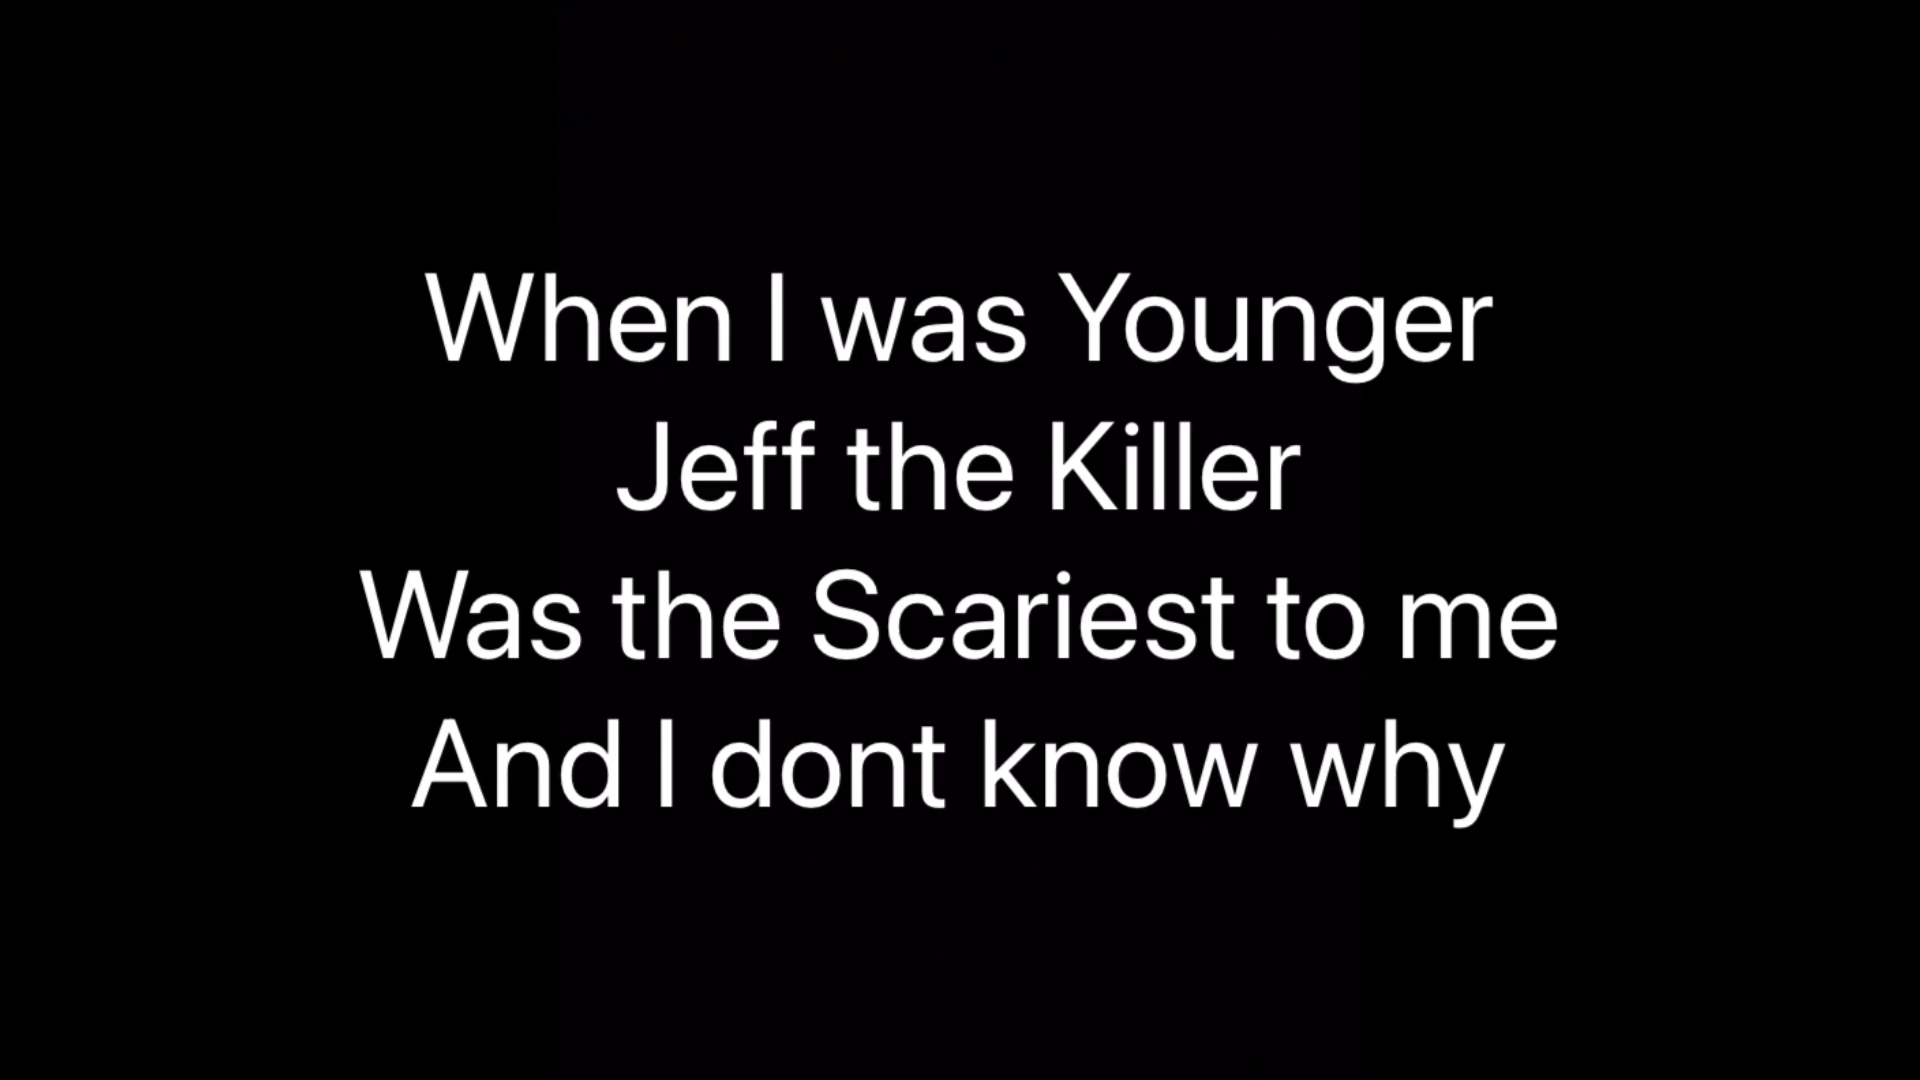 When I was Younger
Jeff the Killer
Was the Scariest to me
And I dont know why